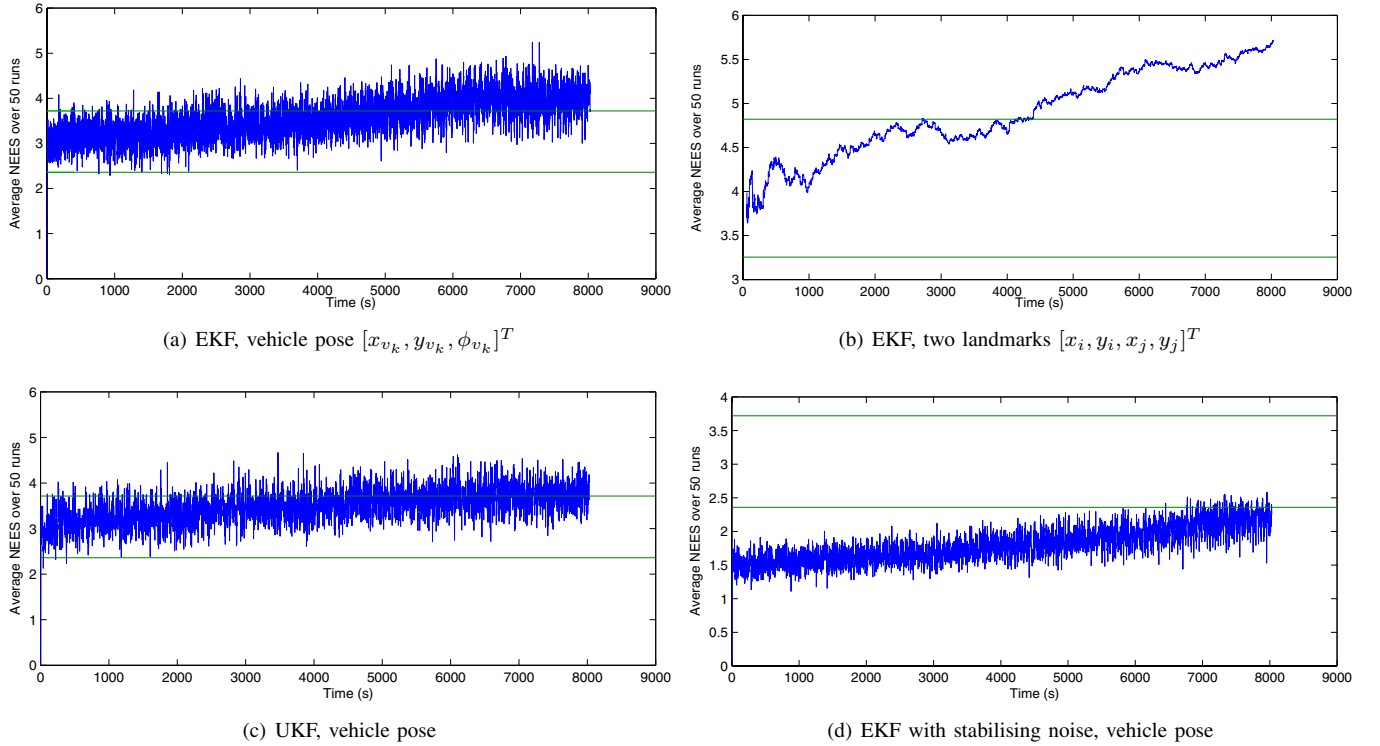 Average NEES over 50 runs
6
5
4
3
2
1
0
0 1000 2000 3000 4000 5000 6000 7000 8000 9000
Time (s)
(a) EKF, vehicle pose $[x_{v_k}, y_{v_k}, \phi_{v_k}]^T$
Average NEES over 50 runs
6
5.5
5
4.5
4
3.5
3
0 1000 2000 3000 4000 5000 6000 7000 8000 9000
Time (s)
(b) EKF, two landmarks $[x_i, y_i, x_j, y_j]^T$
Average NEES over 50 runs
6
5
4
3
2
1
0
0 1000 2000 3000 4000 5000 6000 7000 8000 9000
Time (s)
(c) UKF, vehicle pose
Average NEES over 50 runs
4
3.5
3
2.5
2
1.5
1
0.5
0
0 1000 2000 3000 4000 5000 6000 7000 8000 9000
Time (s)
(d) EKF with stabilising noise, vehicle pose